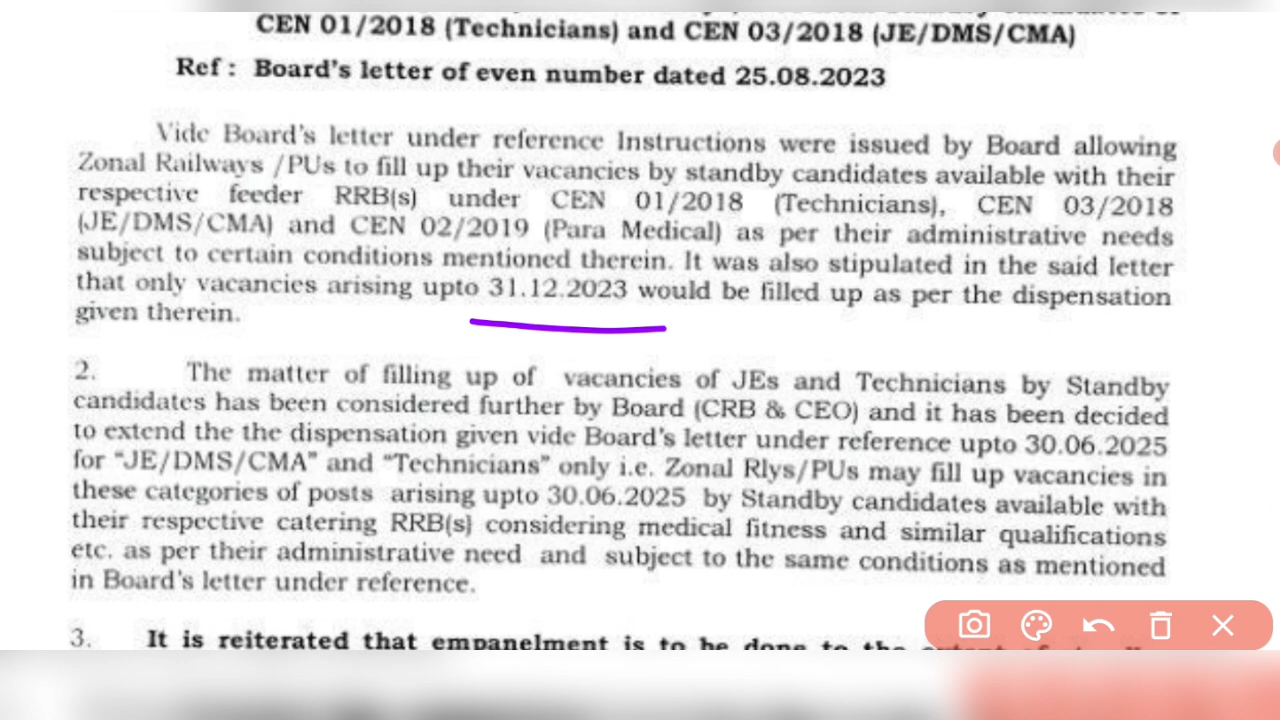 CEN 01/2018 (Technicians) and CEN 03/2018 (JE/DMS/CMA)
Ref : Board's letter of even number dated 25.08.2023
Vide Board's letter under reference Instructions were issued by Board allowing
Zonal Railways /PUs to fill up their vacancies by standby candidates available with their
respective feeder RRB(s) under CEN 01/2018 (Technicians), CEN 03/2018
(JE/DMS/CMA) and CEN 02/2019 (Para Medical) as per their administrative needs
subject to certain conditions mentioned therein. It was also stipulated in the said letter
that only vacancies arising upto 31.12.2023 would be filled up as per the dispensation
given therein.
2. The matter of filling up of vacancies of JEs and Technicians by Standby
candidates has been considered further by Board (CRB & CEO) and it has been decided
to extend the the dispensation given vide Board's letter under reference upto 30.06.2025
for "JE/DMS/CMA" and "Technicians" only i.e. Zonal Rlys/PUs may fill up vacancies in
these categories of posts arising upto 30.06.2025 by Standby candidates available with
their respective catering RRB(s) considering medical fitness and similar qualifications
etc. as per their administrative need and subject to the same conditions as mentioned
in Board's letter under reference.
3. It is reiterated that empanelment is to be done to the extent of